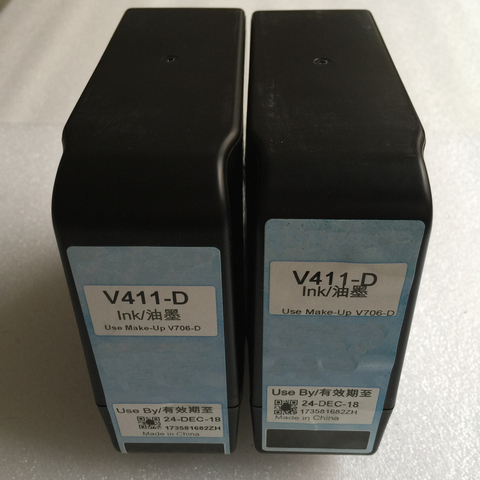 V411-D
Ink/油墨
Use Make-Up V706-D
Use By/有效期至
24-DEC-18
173581682ZH
Made in China
V411-D
Ink/油墨
Use Make-Up V706-D
Use By/有效期至
24-DEC-18
173581682ZH
Made in China